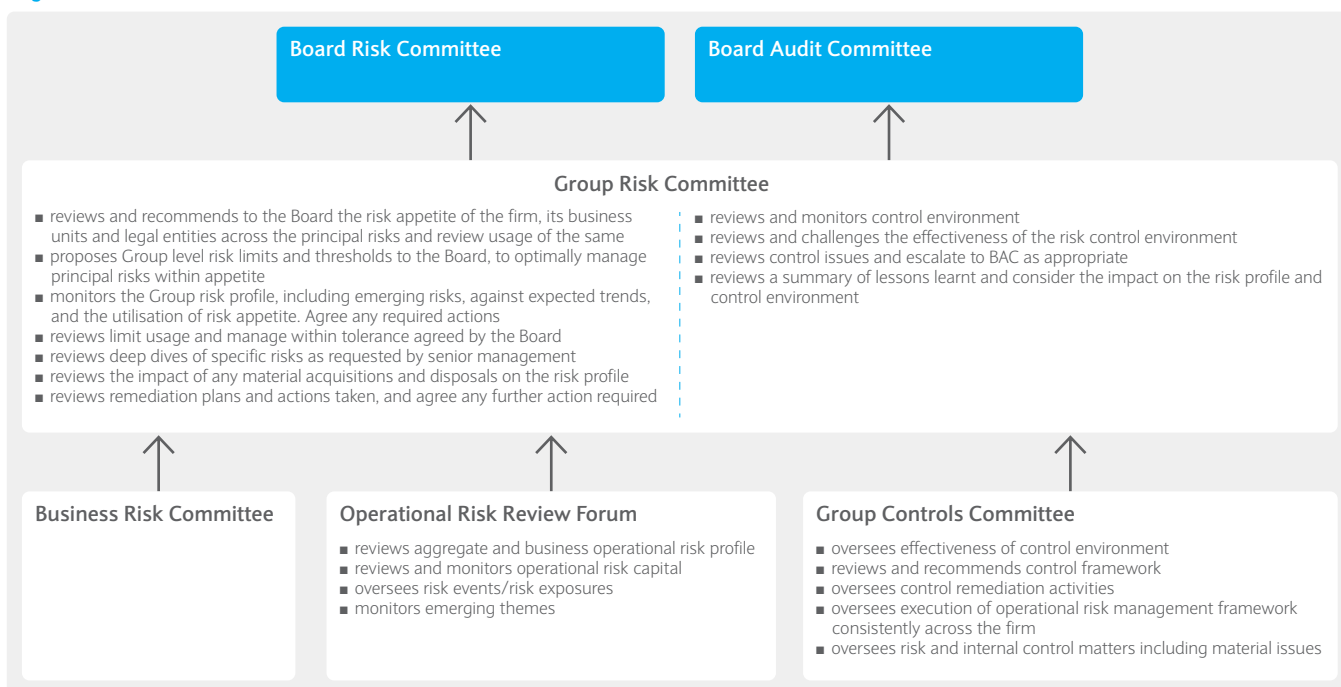 Board Risk Committee
Board Audit Committee
Group Risk Committee
■ reviews and recommends to the Board the risk appetite of the firm, its business
units and legal entities across the principal risks and review usage of the same
■ proposes Group level risk limits and thresholds to the Board, to optimally manage
principal risks within appetite
■ monitors the Group risk profile, including emerging risks, against expected trends,
and the utilisation of risk appetite. Agree any required actions
■ reviews limit usage and manage within tolerance agreed by the Board
■ reviews deep dives of specific risks as requested by senior management
■ reviews the impact of any material acquisitions and disposals on the risk profile
■ reviews remediation plans and actions taken, and agree any further action required
■ reviews and monitors control environment
■ reviews and challenges the effectiveness of the risk control environment
■ reviews control issues and escalate to BAC as appropriate
■ reviews a summary of lessons learnt and consider the impact on the risk profile and
control environment
Business Risk Committee
Operational Risk Review Forum
■ reviews aggregate and business operational risk profile
■ reviews and monitors operational risk capital
■ oversees risk events/risk exposures
■ monitors emerging themes
Group Controls Committee
■ oversees effectiveness of control environment
■ reviews and recommends control framework
■ oversees control remediation activities
■ oversees execution of operational risk management framework
consistently across the firm
■ oversees risk and internal control matters including material issues